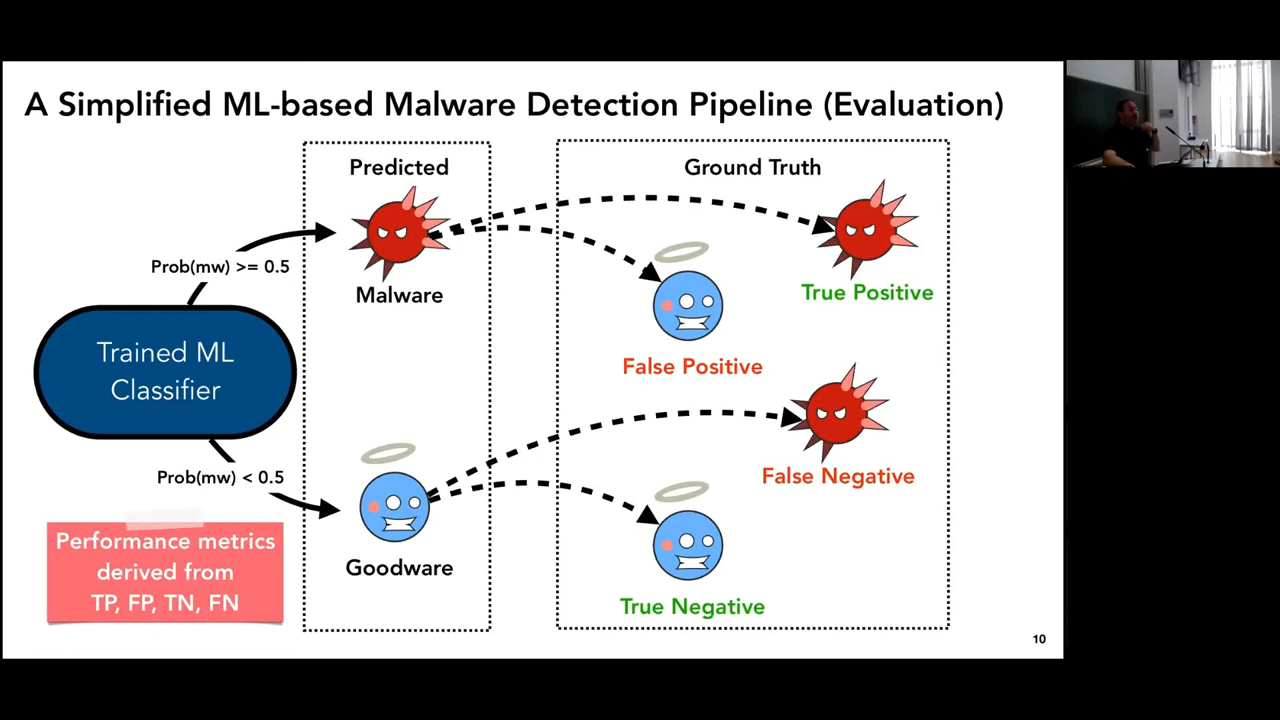 A Simplified ML-based Malware Detection Pipeline (Evaluation)
Predicted
Ground Truth
Prob(mw) >= 0.5
Malware
True Positive
False Positive
Trained ML
Classifier
False Negative
Prob(mw) < 0.5
Goodware
True Negative
Performance metrics
derived from
TP, FP, TN, FN
10